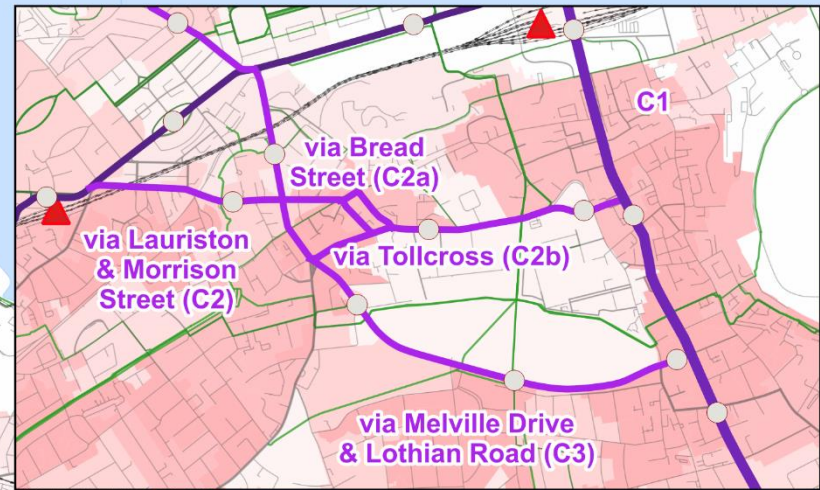 C1
via Bread
Street (C2a)
via Lauriston
& Morrison
Street (C2)
via Tollcross (C2b)
via Melville Drive
& Lothian Road (C3)